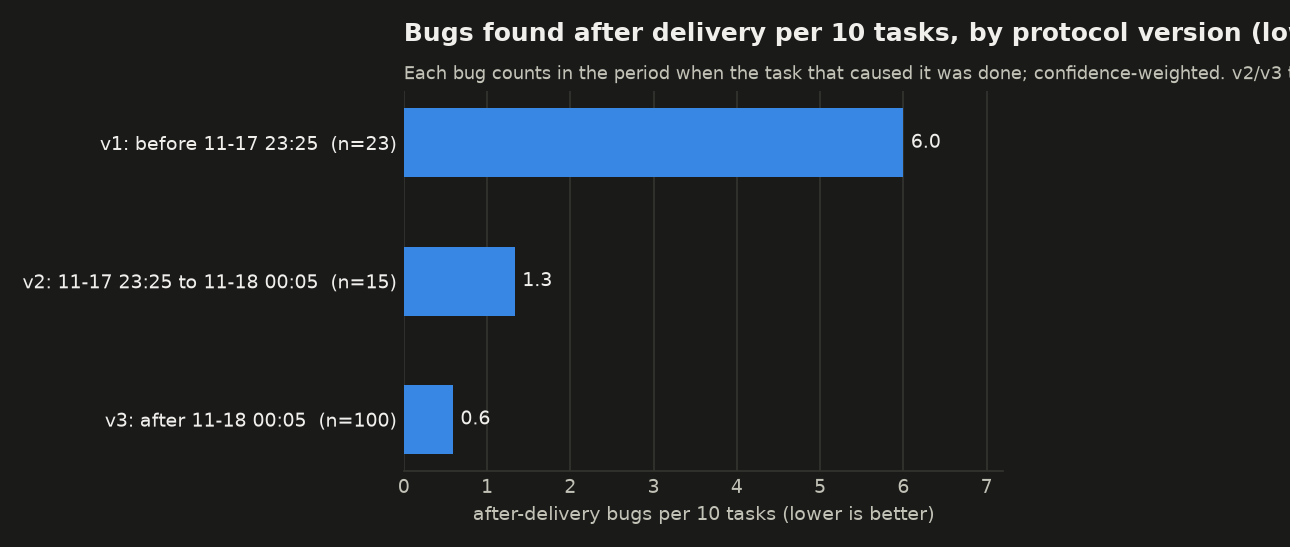 Bugs found after delivery per 10 tasks, by protocol version
Each bug counts in the period when the task that caused it was done; confidence-weighted. v2/v3
v1: before 11-17 23:25 (n=23)
6.0
v2: 11-17 23:25 to 11-18 00:05 (n=15)
1.3
v3: after 11-18 00:05 (n=100)
0.6
0 1 2 3 4 5 6 7
after-delivery bugs per 10 tasks (lower is better)